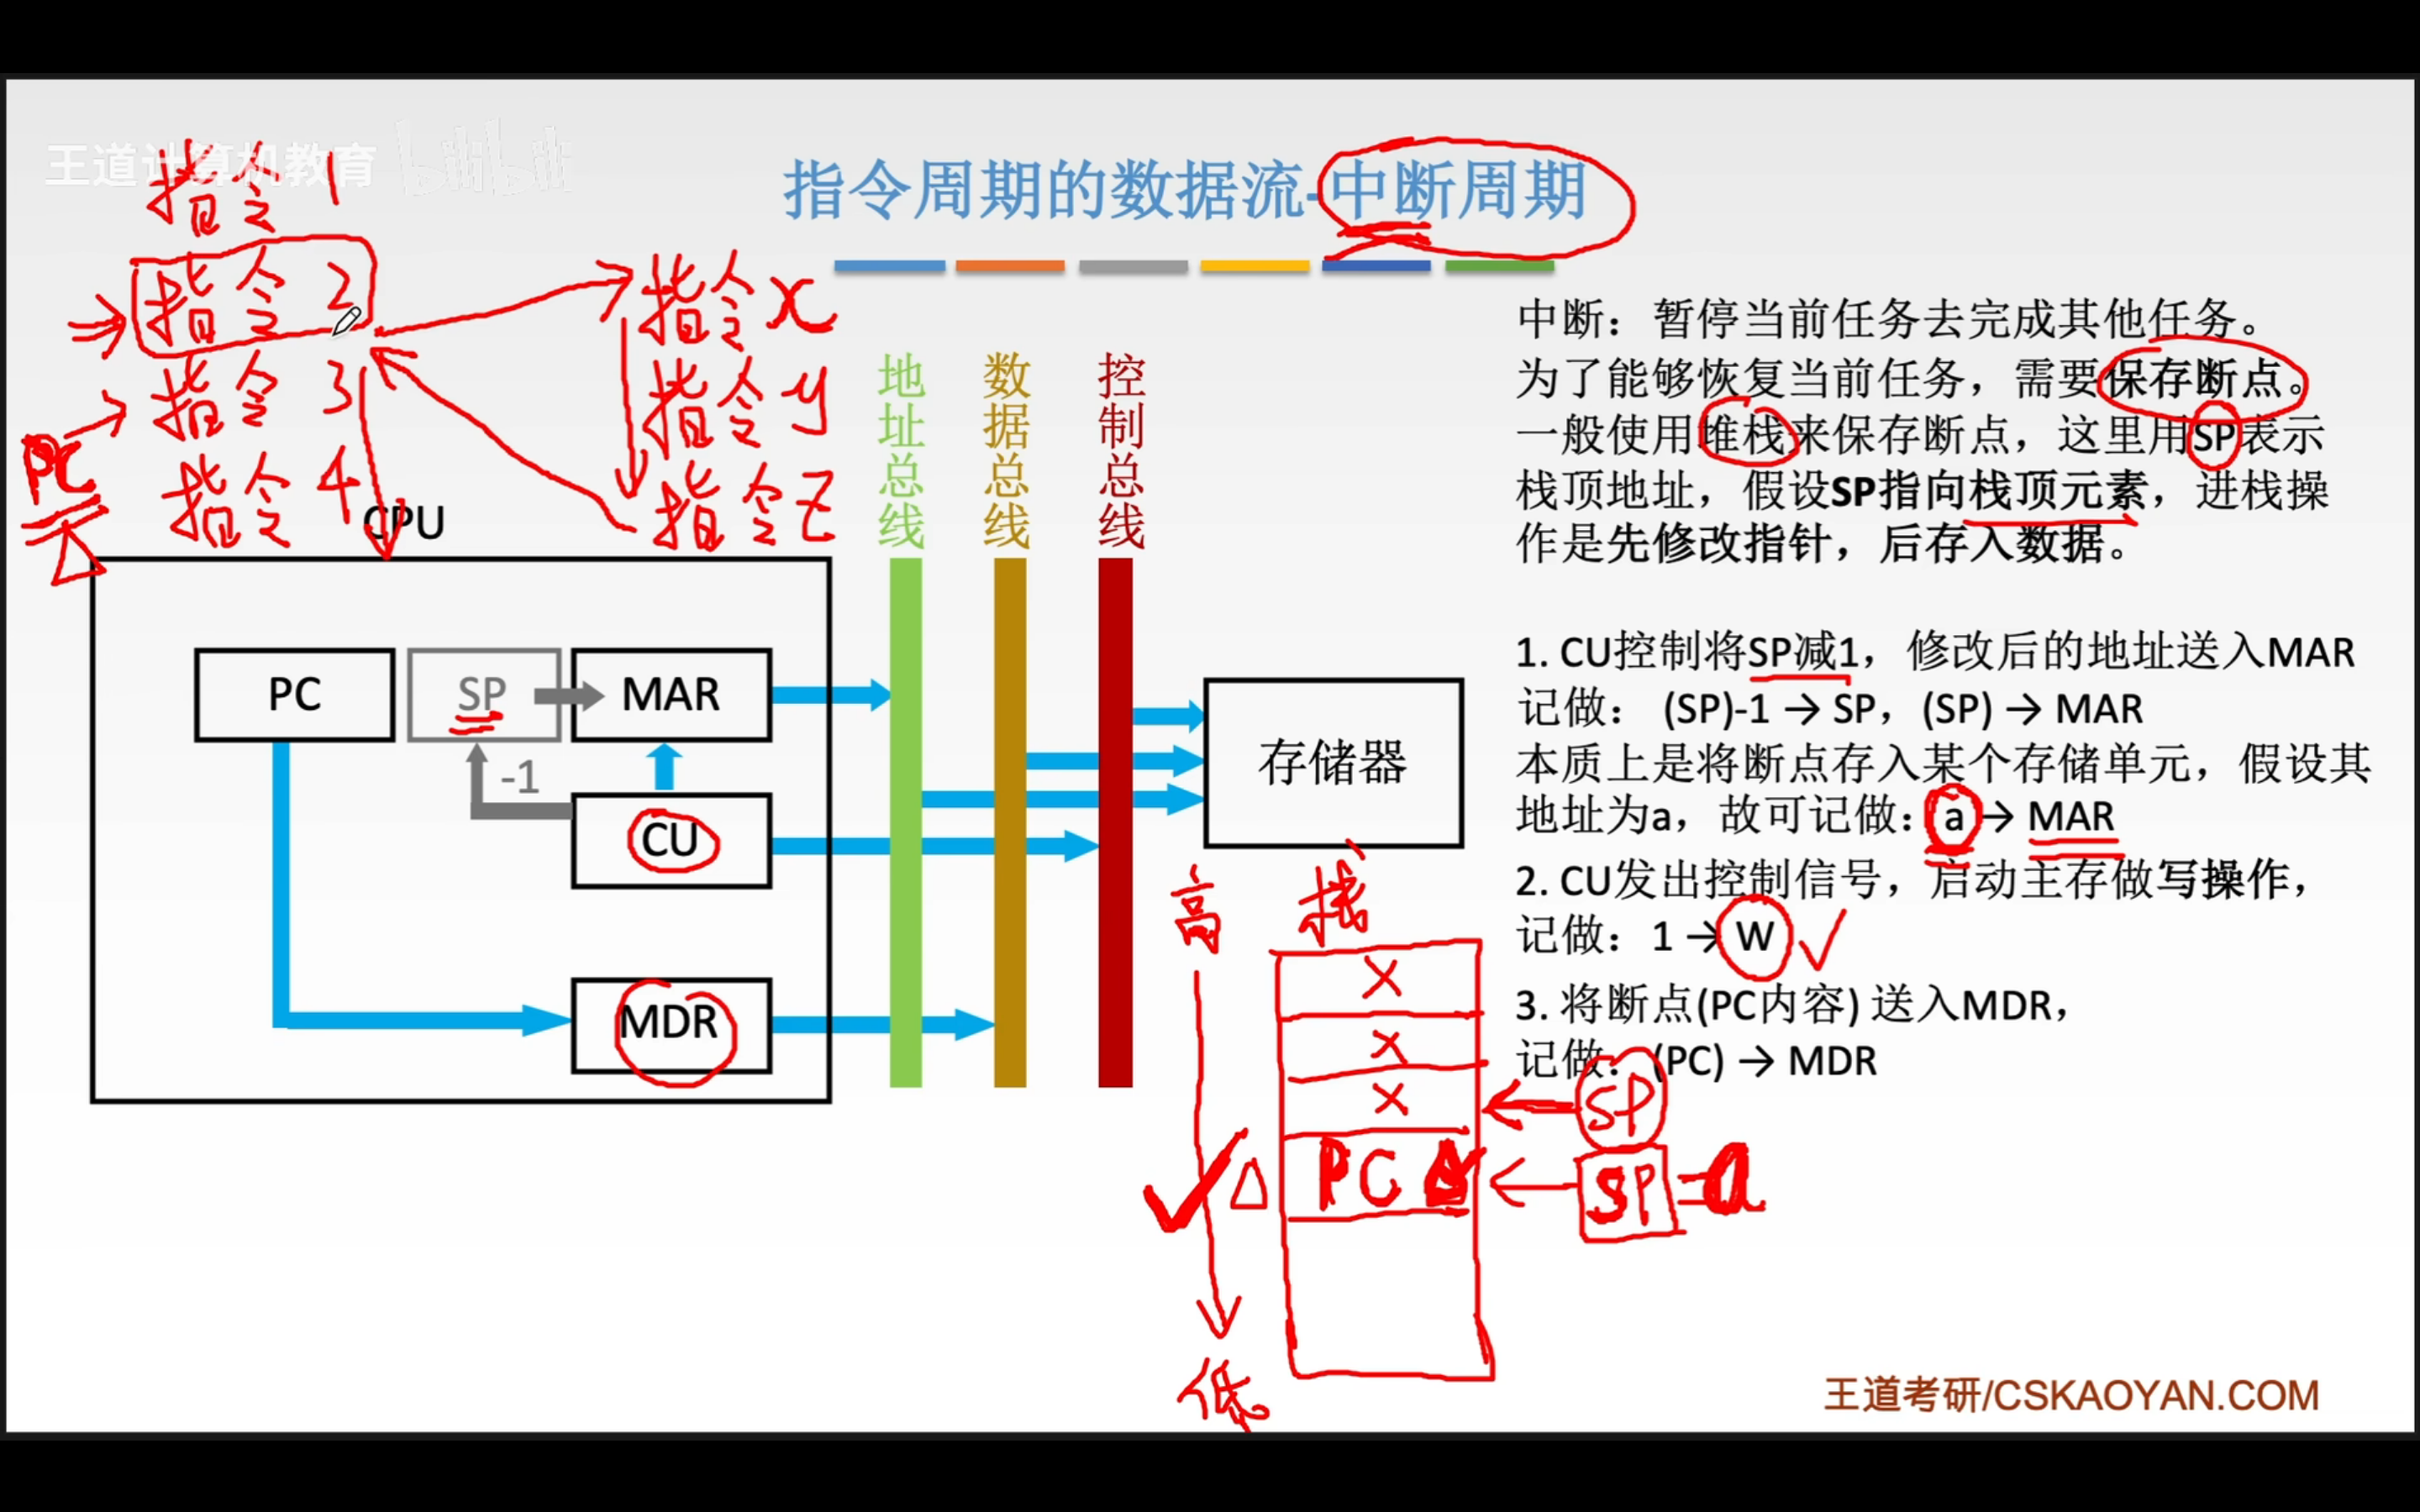 王道计算机教育 bilibili
指令周期的数据流-中断周期
指令1
指令2
指令3
指令4
PC
指令x
指令y
指令z
地址总线
数据总线
控制总线
CPU
PC
SP
MAR
-1
CU
MDR
存储器
中断：暂停当前任务去完成其他任务。
为了能够恢复当前任务，需要保存断点。
一般使用堆栈来保存断点，这里用SP表示
栈顶地址，假设SP指向栈顶元素，进栈操
作是先修改指针，后存入数据。
1. CU控制将SP减1，修改后的地址送入MAR
记做： (SP)-1 → SP，(SP) → MAR
本质上是将断点存入某个存储单元，假设其
地址为a，故可记做：a → MAR
2. CU发出控制信号，启动主存做写操作，
记做：1 → W
3. 将断点(PC内容) 送入MDR，
记做：(PC) → MDR
高 栈
SP
PC
SP=a
低
王道考研/CSKAOYAN.COM